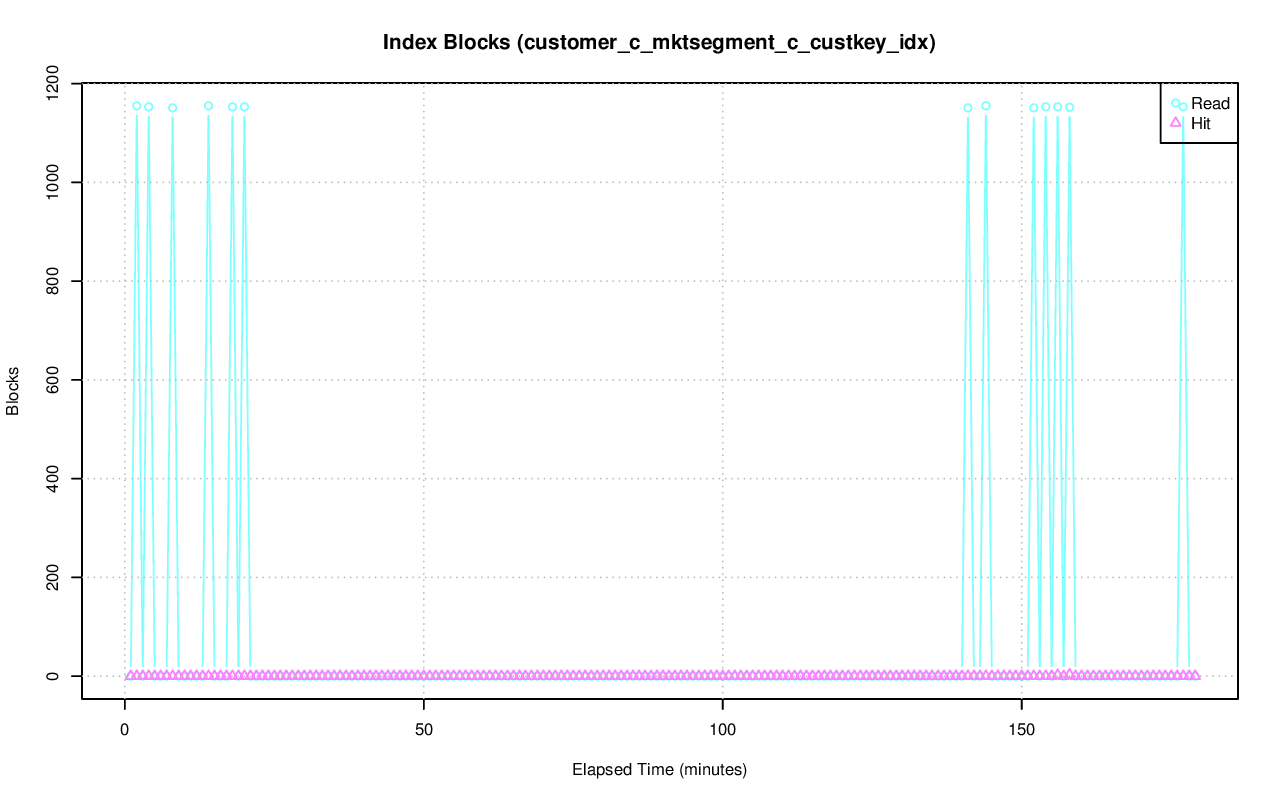 Index Blocks (customer_c_mktsegment_c_custkey_idx)
Read
Hit
1200
1000
800
600
400
200
0
Blocks
0 50 100 150
Elapsed Time (minutes)